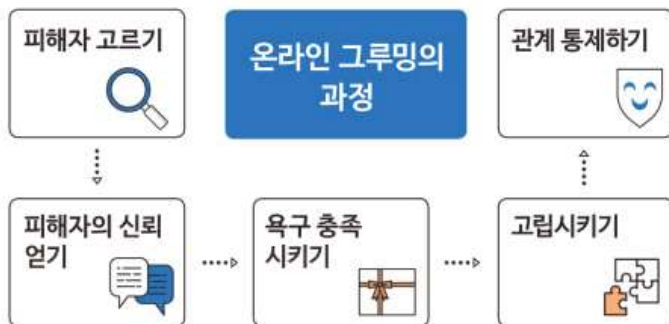 온라인 그루밍의
과정
피해자 고르기
피해자의 신뢰
얻기
욕구 충족
시키기
고립시키기
관계 통제하기